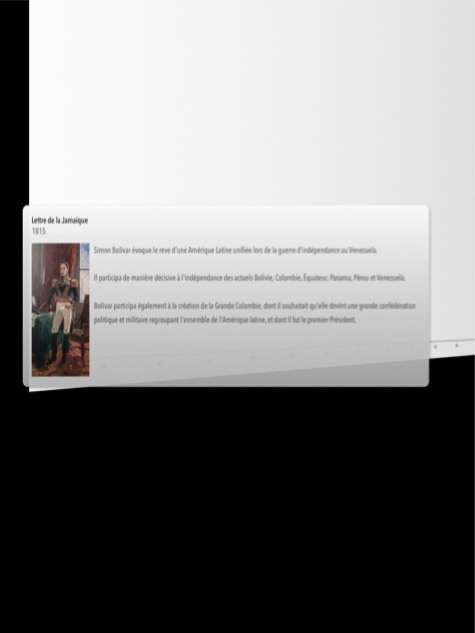 Lettre de la Jamaïque
1815
Simon Bolivar évoque le reve d'une Amérique Latine unifiée lors de la guerre d'indépendance au Venezuela.
Il participa de manière décisive à l'indépendance des actuels Bolivie, Colombie, Équateur, Panama, Pérou et Venezuela.
Bolivar participa également à la création de la Grande Colombie, dont il souhaitait qu'elle devînt une grande confédération
politique et militaire regroupant l'ensemble de l'Amérique latine, et dont il fut le premier Président.